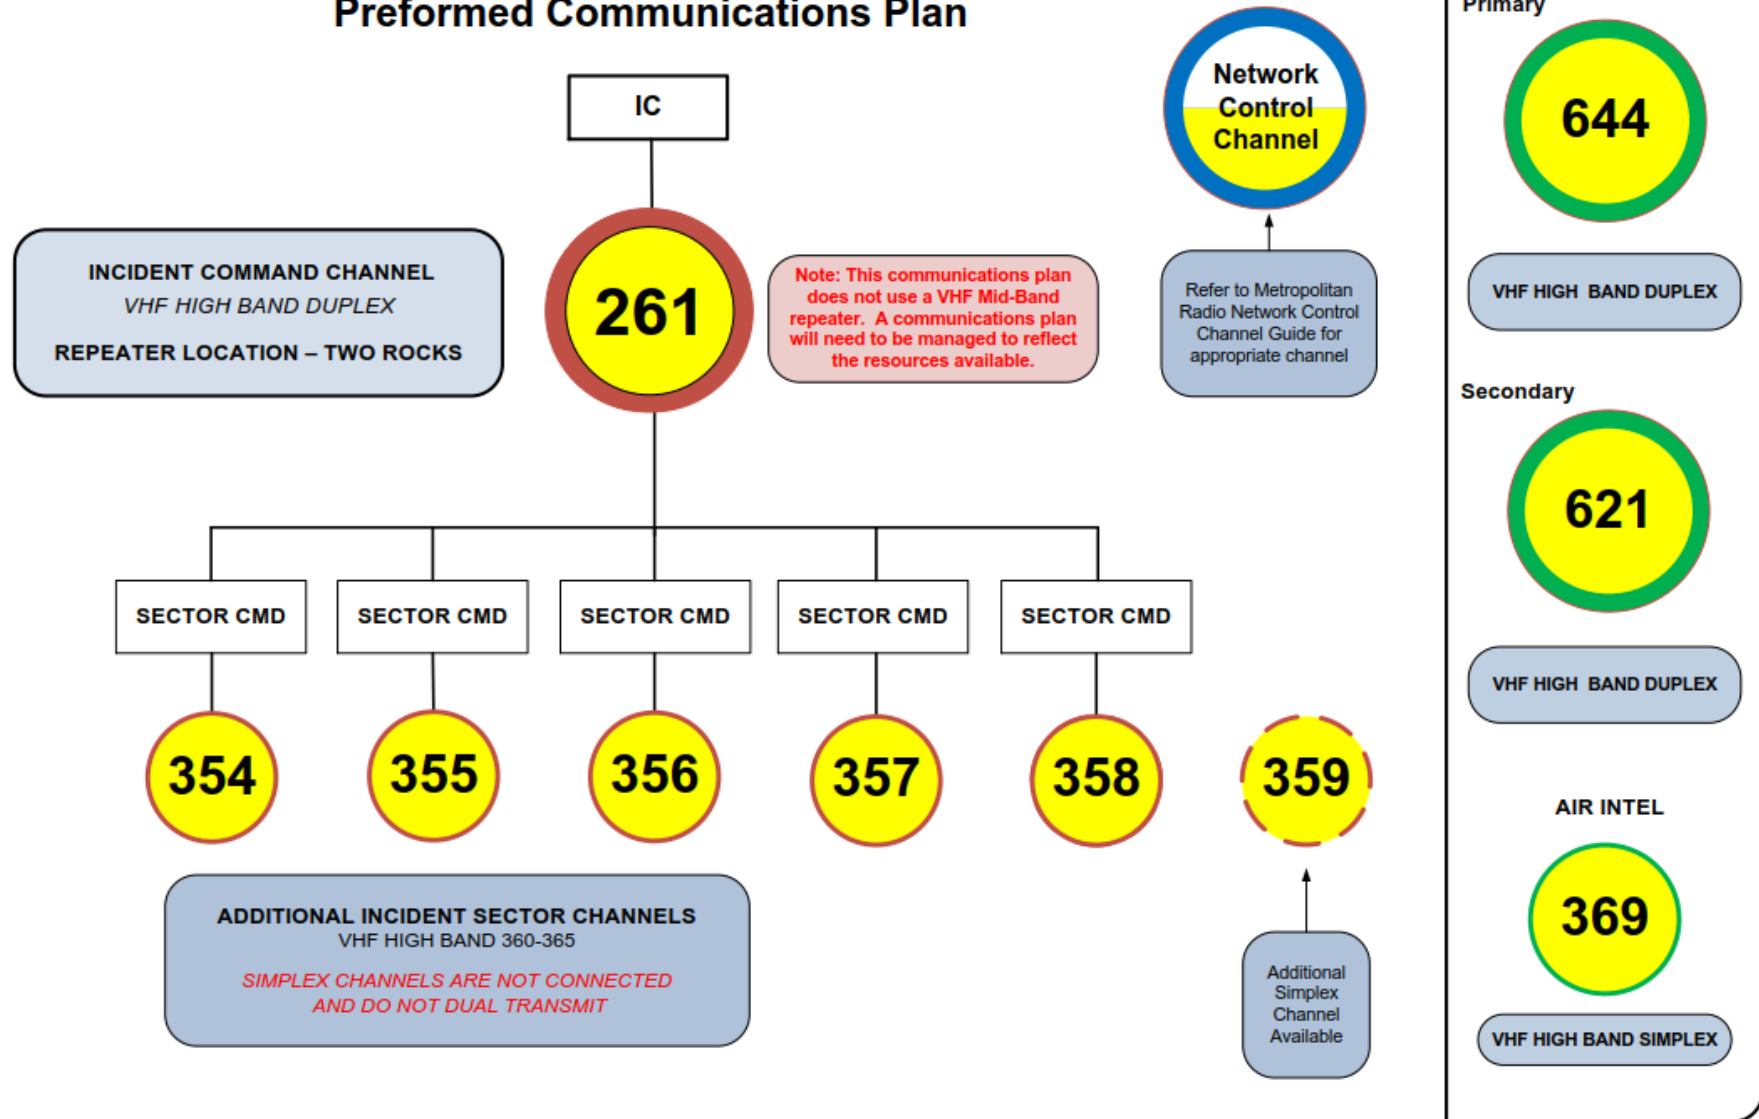 Preformed Communications Plan
IC
INCIDENT COMMAND CHANNEL
VHF HIGH BAND DUPLEX
REPEATER LOCATION – TWO ROCKS
261
Note: This communications plan
does not use a VHF Mid-Band
repeater. A communications plan
will need to be managed to reflect
the resources available.
Network
Control
Channel
Refer to Metropolitan
Radio Network Control
Channel Guide for
appropriate channel
SECTOR CMD
SECTOR CMD
SECTOR CMD
SECTOR CMD
SECTOR CMD
354
355
356
357
358
359
ADDITIONAL INCIDENT SECTOR CHANNELS
VHF HIGH BAND 360-365
SIMPLEX CHANNELS ARE NOT CONNECTED
AND DO NOT DUAL TRANSMIT
Additional
Simplex
Channel
Available
Primary
644
VHF HIGH BAND DUPLEX
Secondary
621
VHF HIGH BAND DUPLEX
AIR INTEL
369
VHF HIGH BAND SIMPLEX